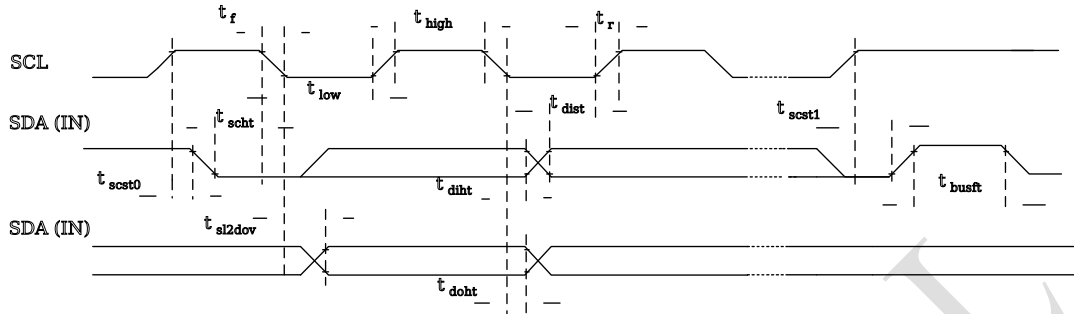 t f
t high
t r
SCL
t low
t dist
t scht
t scst1
SDA (IN)
t scst0
t diht
t busft
t sl2dov
SDA (IN)
t doht